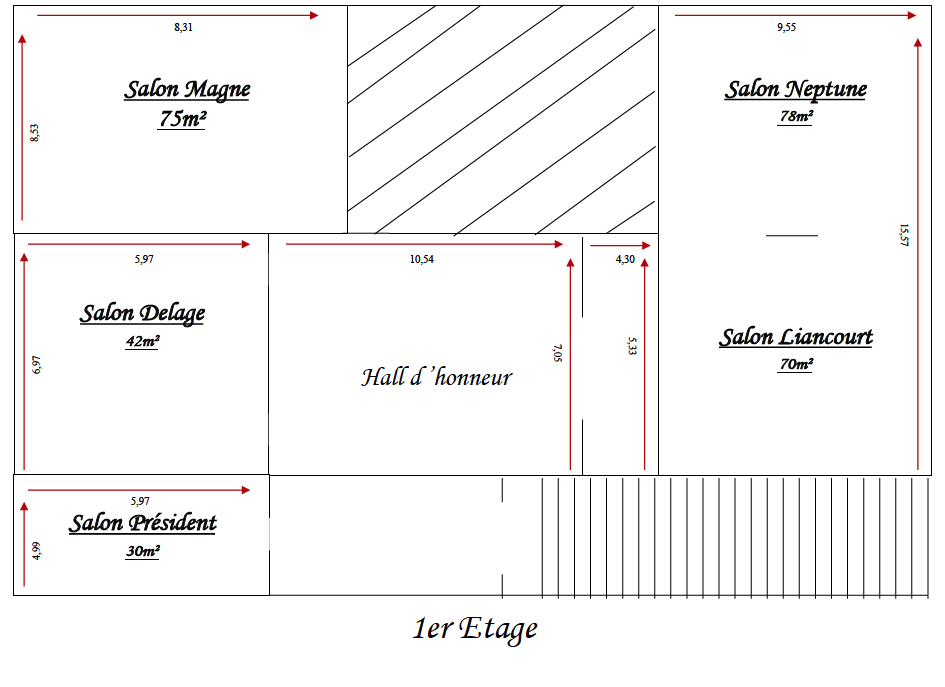 8,31
9,55
Salon Magne
75m²
Salon Neptune
78m²
8,53
15,57
5,97
10,54
4,30
Salon Delage
42m²
6,97
7,05
5,33
Salon Liancourt
70m²
Hall d ’honneur
5,97
Salon Président
30m²
4,99
1er Etage